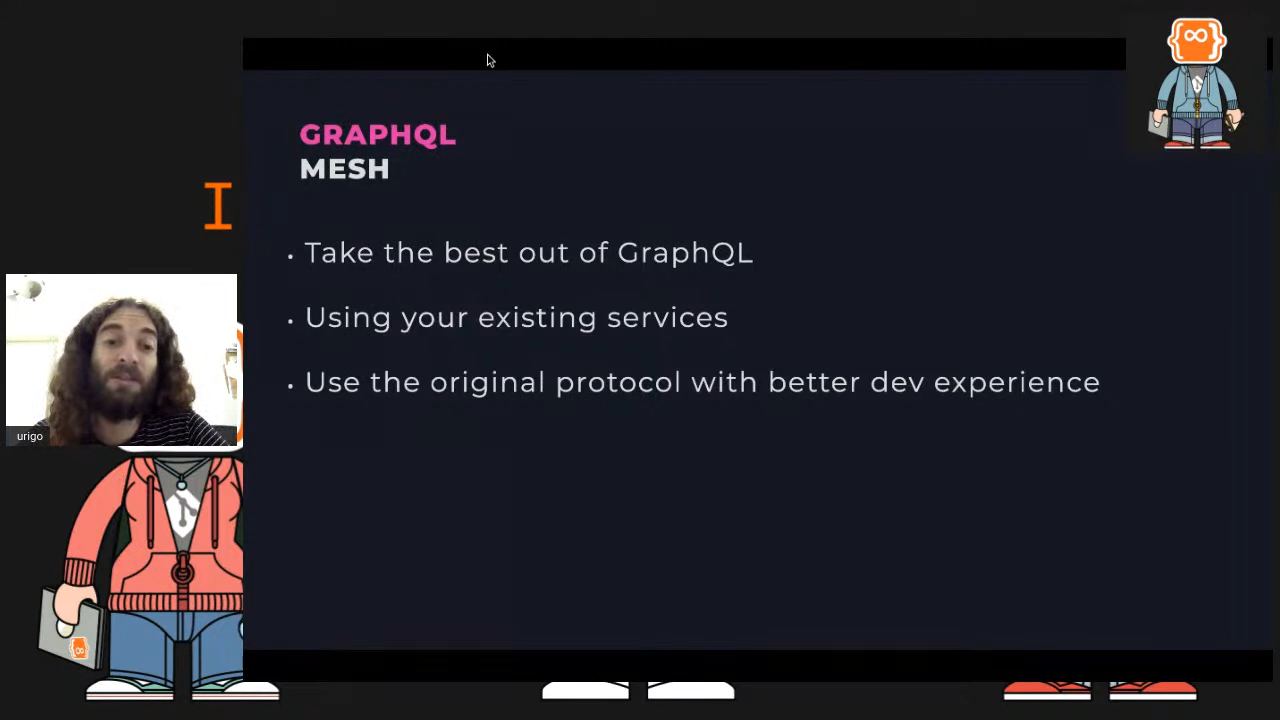 GRAPHQL
MESH
I
• Take the best out of GraphQL
• Using your existing services
• Use the original protocol with better dev experience
urigo